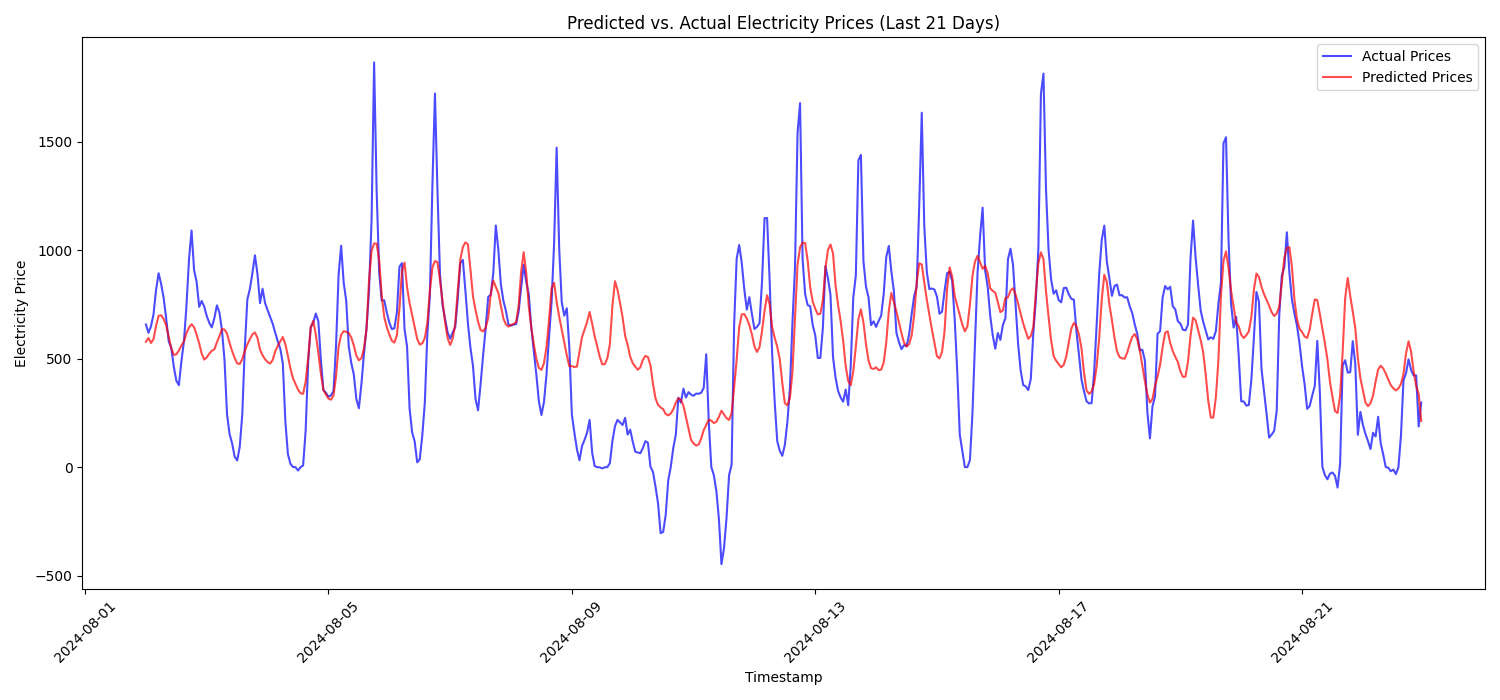 Predicted vs. Actual Electricity Prices (Last 21 Days)
Actual Prices
Predicted Prices
Electricity Price
1500
1000
500
0
−500
2024-08-01
2024-08-05
2024-08-09
2024-08-13
2024-08-17
2024-08-21
Timestamp